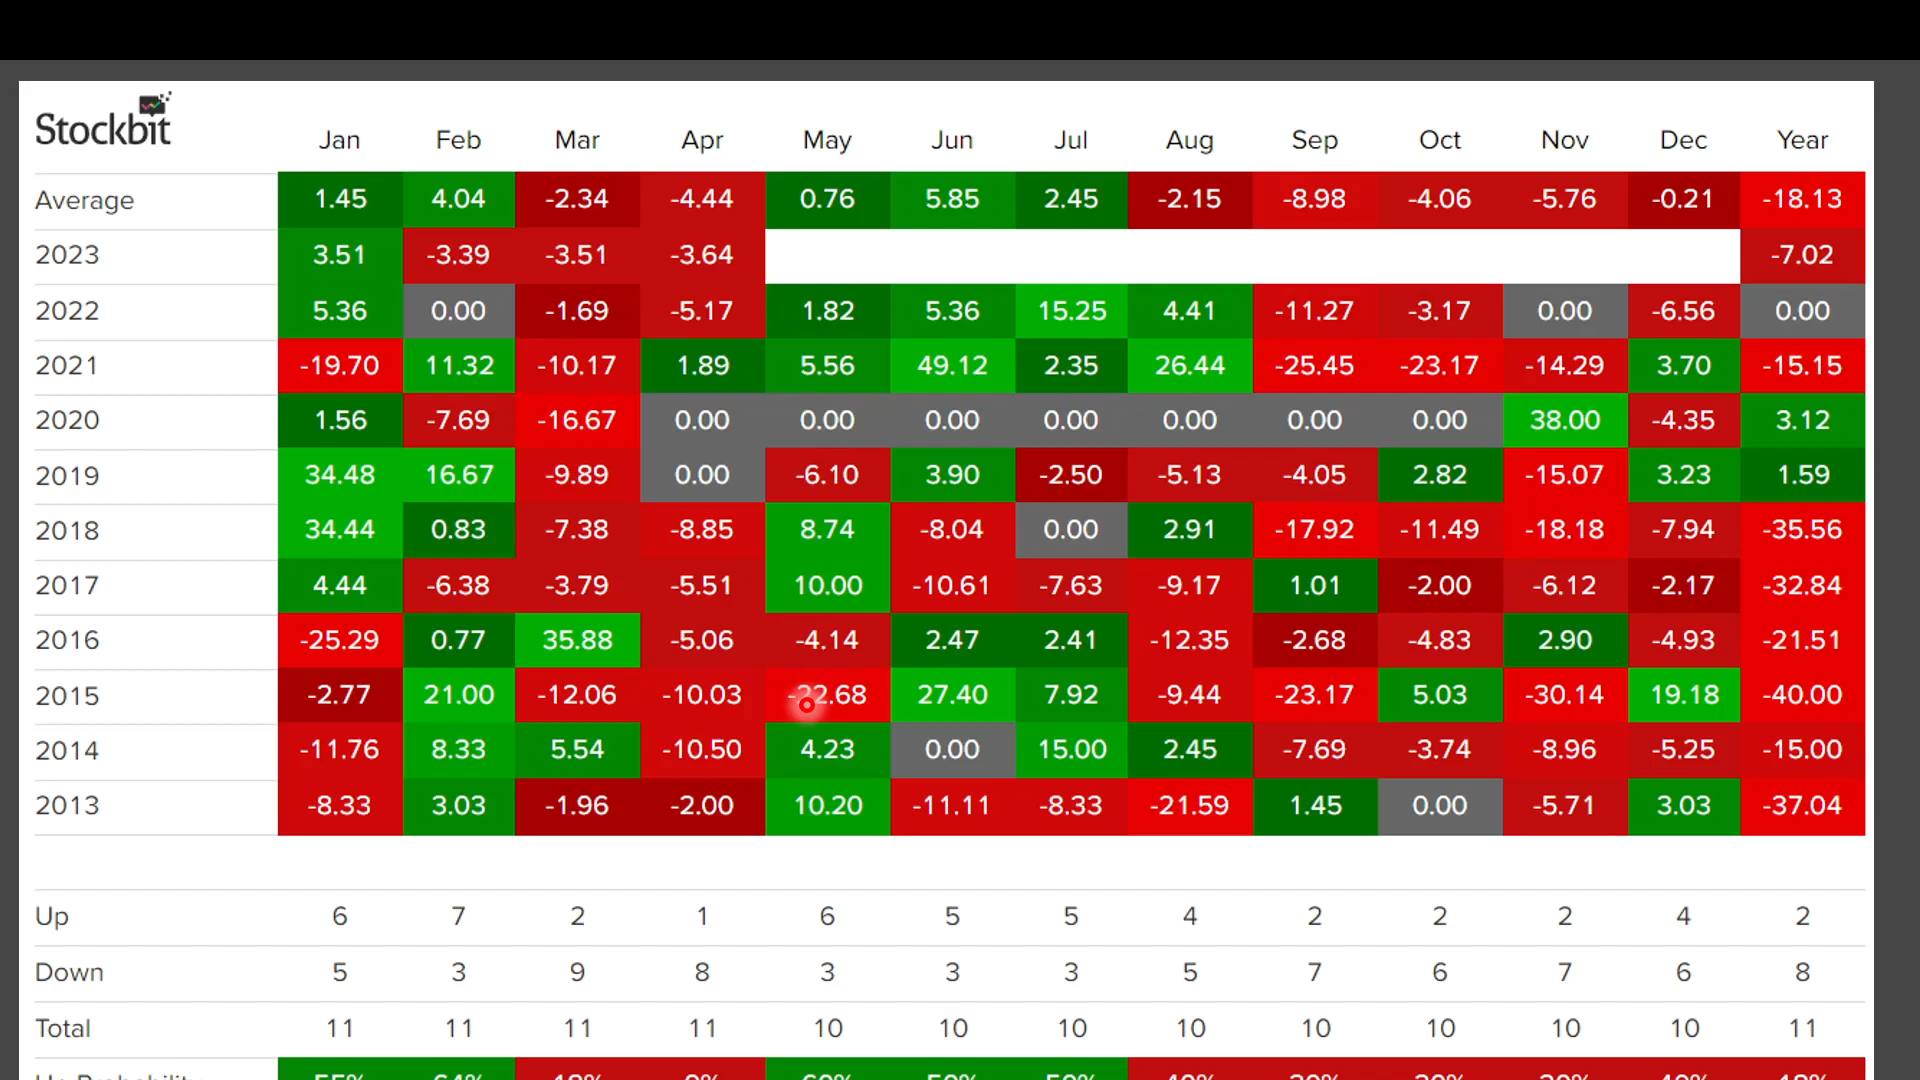 Stockbit
Jan Feb Mar Apr May Jun Jul Aug Sep Oct Nov Dec Year
Average 1.45 4.04 -2.34 -4.44 0.76 5.85 2.45 -2.15 -8.98 -4.06 -5.76 -0.21 -18.13
2023 3.51 -3.39 -3.51 -3.64 -7.02
2022 5.36 0.00 -1.69 -5.17 1.82 5.36 15.25 4.41 -11.27 -3.17 0.00 -6.56 0.00
2021 -19.70 11.32 -10.17 1.89 5.56 49.12 2.35 26.44 -25.45 -23.17 -14.29 3.70 -15.15
2020 1.56 -7.69 -16.67 0.00 0.00 0.00 0.00 0.00 0.00 0.00 38.00 -4.35 3.12
2019 34.48 16.67 -9.89 0.00 -6.10 3.90 -2.50 -5.13 -4.05 2.82 -15.07 3.23 1.59
2018 34.44 0.83 -7.38 -8.85 8.74 -8.04 0.00 2.91 -17.92 -11.49 -18.18 -7.94 -35.56
2017 4.44 -6.38 -3.79 -5.51 10.00 -10.61 -7.63 -9.17 1.01 -2.00 -6.12 -2.17 -32.84
2016 -25.29 0.77 35.88 -5.06 -4.14 2.47 2.41 -12.35 -2.68 -4.83 2.90 -4.93 -21.51
2015 -2.77 21.00 -12.06 -10.03 -22.68 27.40 7.92 -9.44 -23.17 5.03 -30.14 19.18 -40.00
2014 -11.76 8.33 5.54 -10.50 4.23 0.00 15.00 2.45 -7.69 -3.74 -8.96 -5.25 -15.00
2013 -8.33 3.03 -1.96 -2.00 10.20 -11.11 -8.33 -21.59 1.45 0.00 -5.71 3.03 -37.04
Up 6 7 2 1 6 5 5 4 2 2 2 4 2
Down 5 3 9 8 3 3 3 5 7 6 7 6 8
Total 11 11 11 11 10 10 10 10 10 10 10 10 11